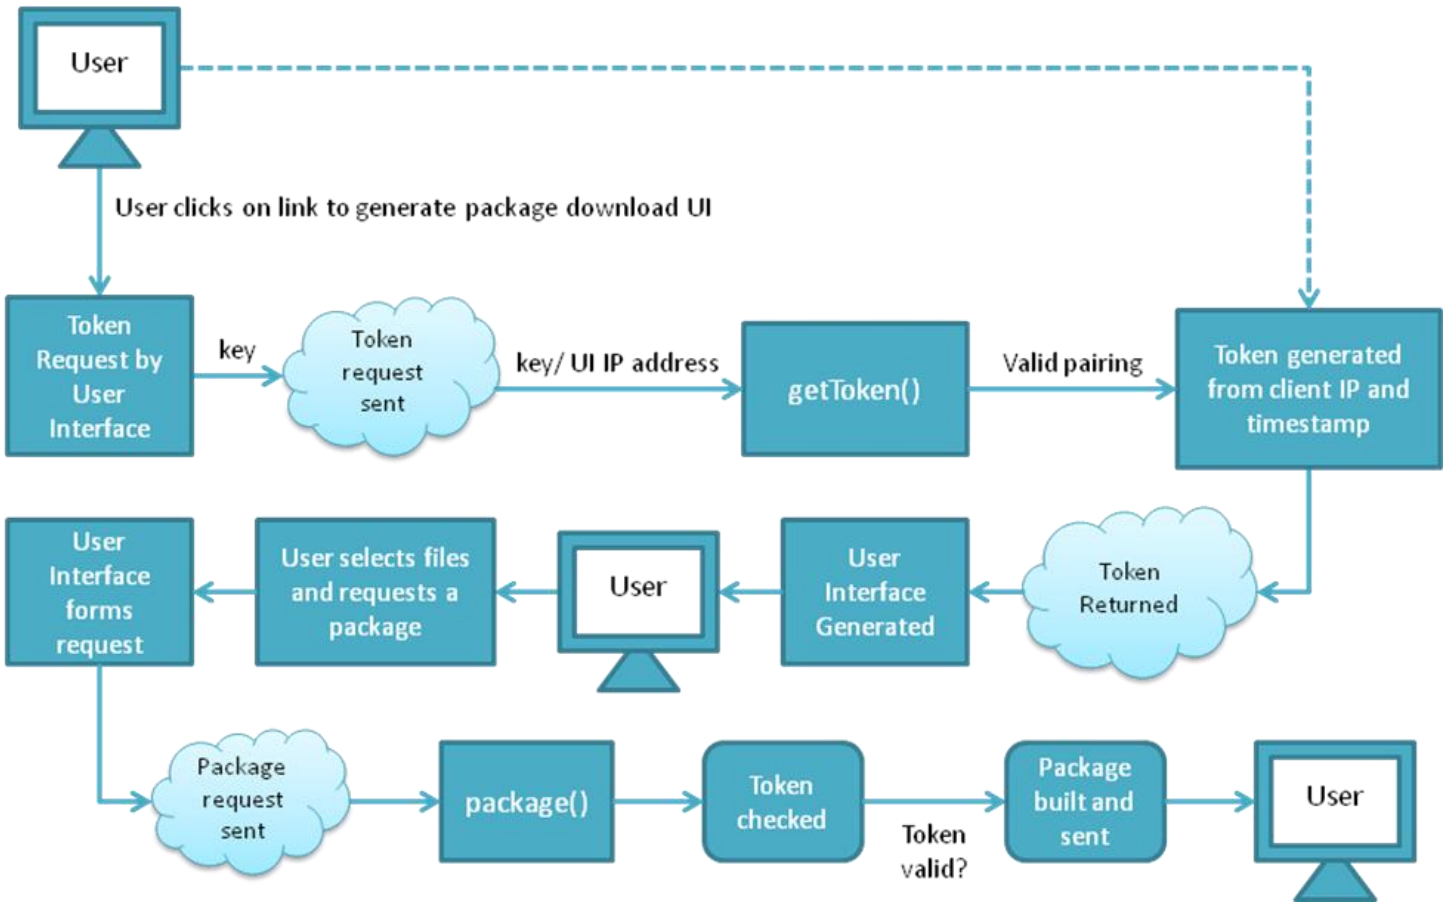 User
User clicks on link to generate package download UI
Token
Request by
User
Interface
key
Token
request
sent
key/ UI IP address
getToken()
Valid pairing
Token generated
from client IP and
timestamp
User
Interface
forms
request
User selects files
and requests a
package
User
User
Interface
Generated
Token
Returned
Package
request
sent
package()
Token
checked
Token
valid?
Package
built and
sent
User